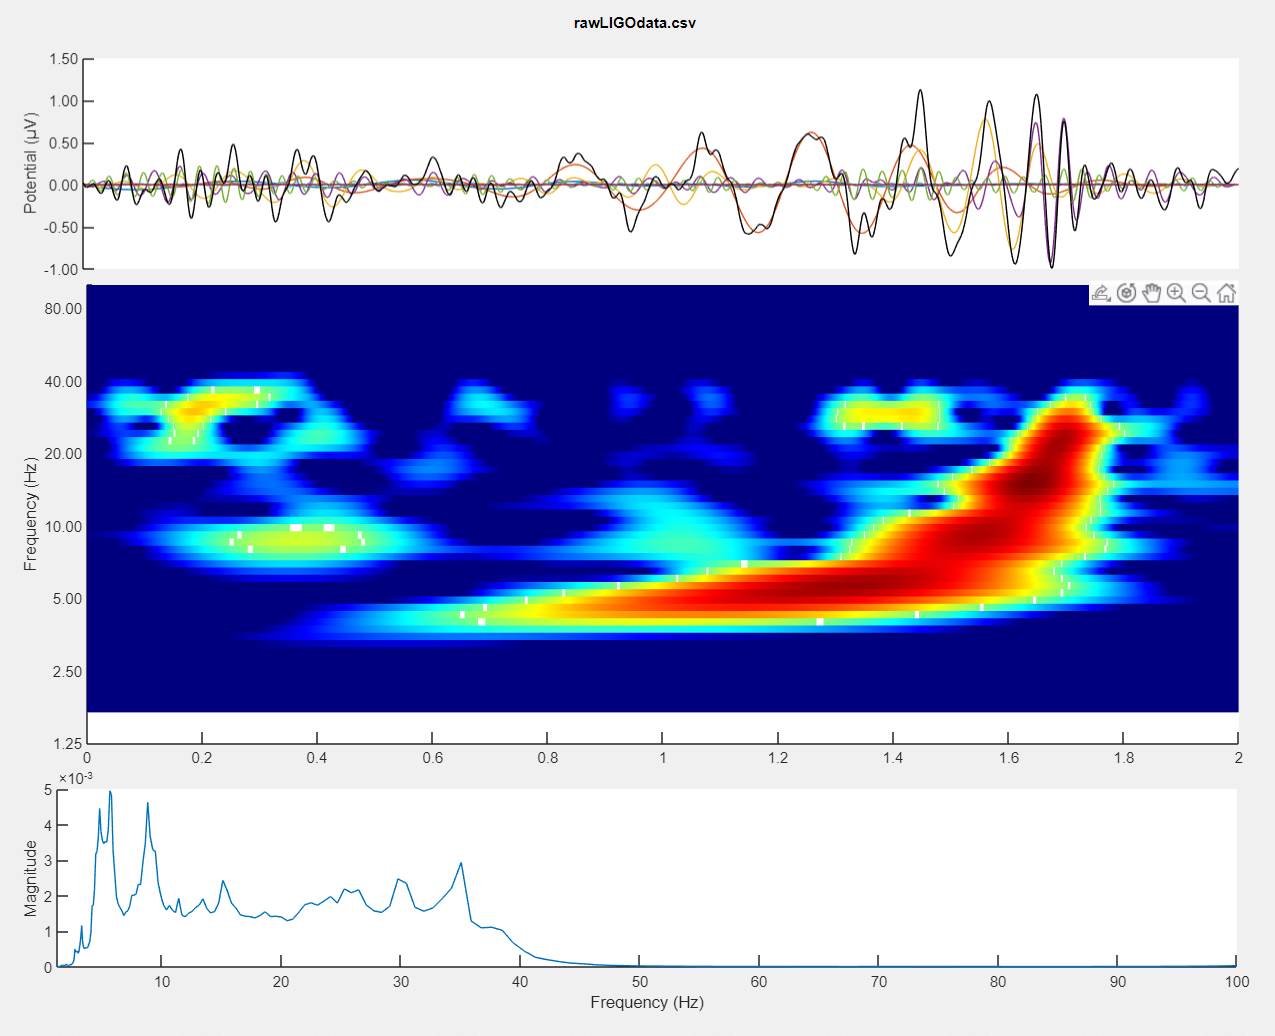 rawLIGOdata.csv
1.50
1.00
0.50
0.00
-0.50
-1.00
Potential (µV)
80.00
40.00
20.00
10.00
5.00
2.50
1.25
Frequency (Hz)
0 0.2 0.4 0.6 0.8 1 1.2 1.4 1.6 1.8 2
×10⁻³
5
4
3
2
1
0
Magnitude
10 20 30 40 50 60 70 80 90 100
Frequency (Hz)